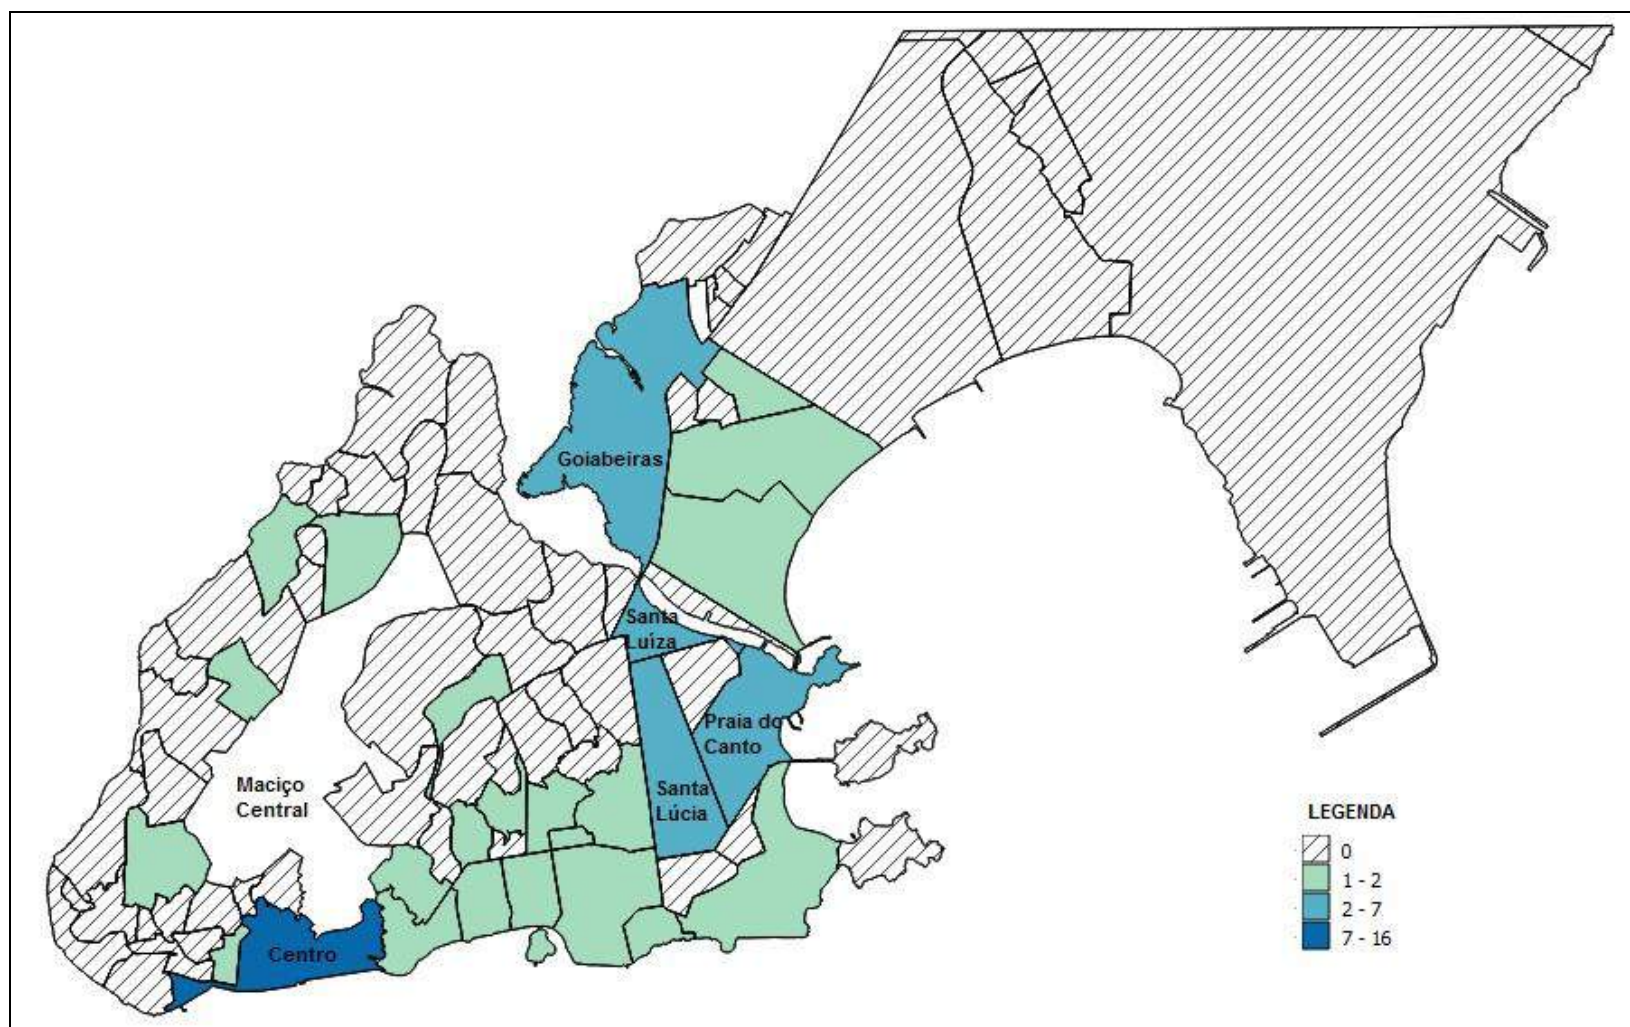 Goiabeiras
Santa
Luíza
Praia do
Canto
Maciço
Central
Santa
Lúcia
Centro
LEGENDA
0
1 - 2
2 - 7
7 - 16